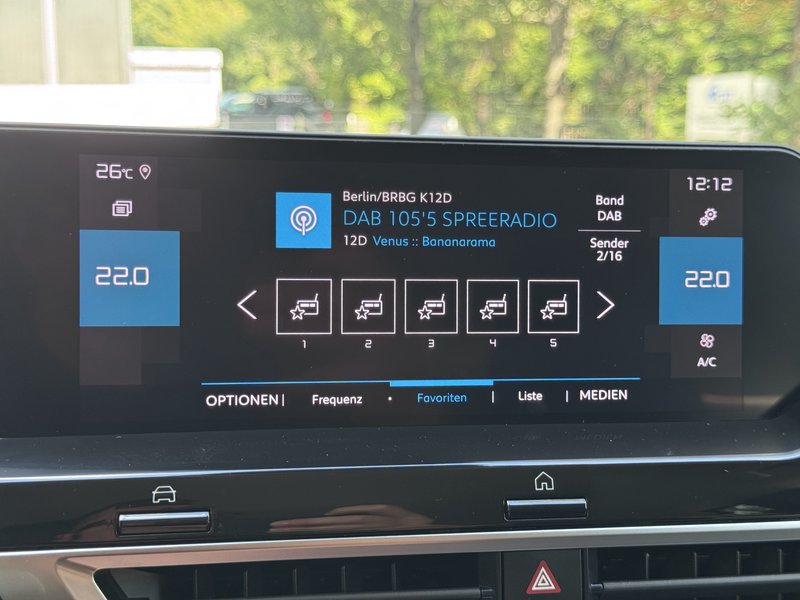 26°C
12:12
Berlin/BRBG K12D
DAB 105'5 SPREERADIO
12D Venus :: Bananarama
Band
DAB
Sender
2/16
22.0
22.0
1 2 3 4 5
A/C
OPTIONEN | Frequenz • Favoriten | Liste | MEDIEN